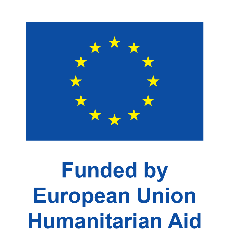 Funded by
European Union
Humanitarian Aid